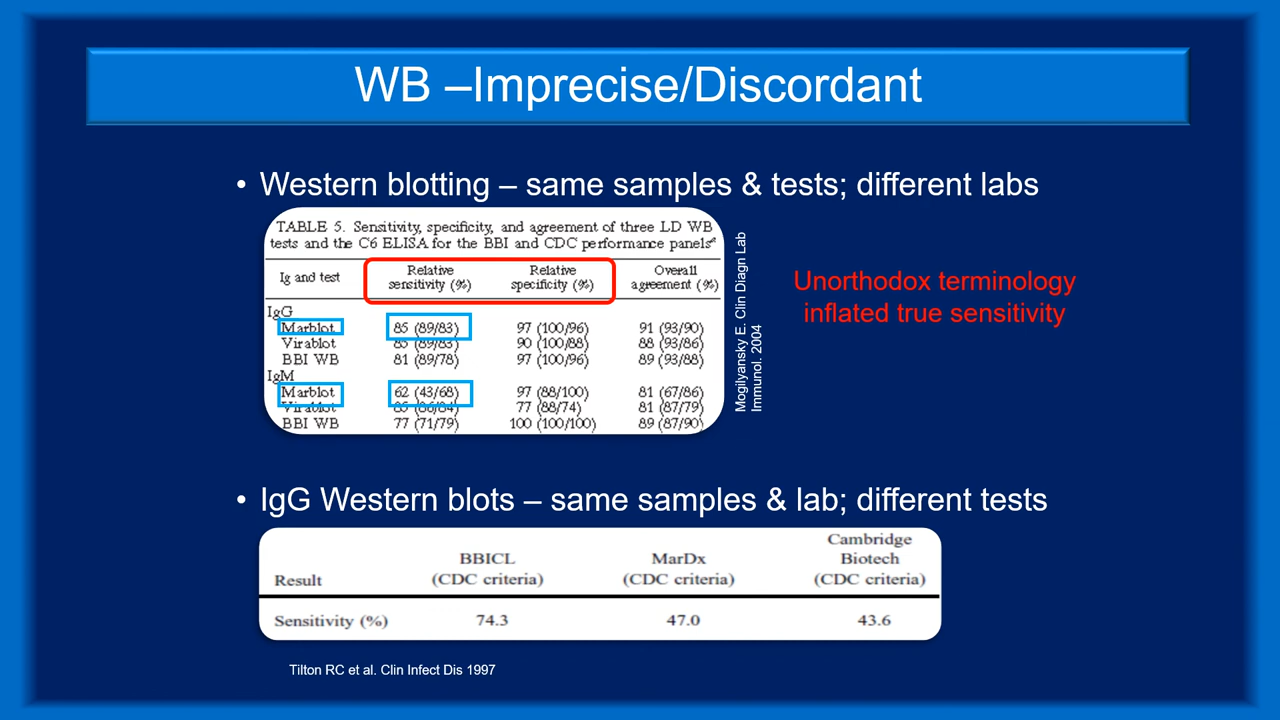 WB –Imprecise/Discordant
• Western blotting – same samples & tests; different labs
TABLE 5. Sensitivity, specificity, and agreement of three LD WB
tests and the C6 ELISA for the BBI and CDC performance panelsᵃ
Ig and test Relative sensitivity (%) Relative specificity (%) Overall agreement (%)
IgG
Marblot 85 (89/83) 97 (100/96) 91 (93/90)
Virablot 85 (89/83) 90 (100/88) 88 (93/86)
BBI WB 81 (89/78) 97 (100/96) 89 (93/88)
IgM
Marblot 62 (43/68) 97 (88/100) 81 (67/86)
Virablot 85 (86/84) 77 (88/74) 81 (87/79)
BBI WB 77 (71/79) 100 (100/100) 89 (87/90)
Mogilyansky E. Clin Diagn Lab
Immunol. 2004
Unorthodox terminology
inflated true sensitivity
• IgG Western blots – same samples & lab; different tests
Result BBICL (CDC criteria) MarDx (CDC criteria) Cambridge Biotech (CDC criteria)
Sensitivity (%) 74.3 47.0 43.6
Tilton RC et al. Clin Infect Dis 1997